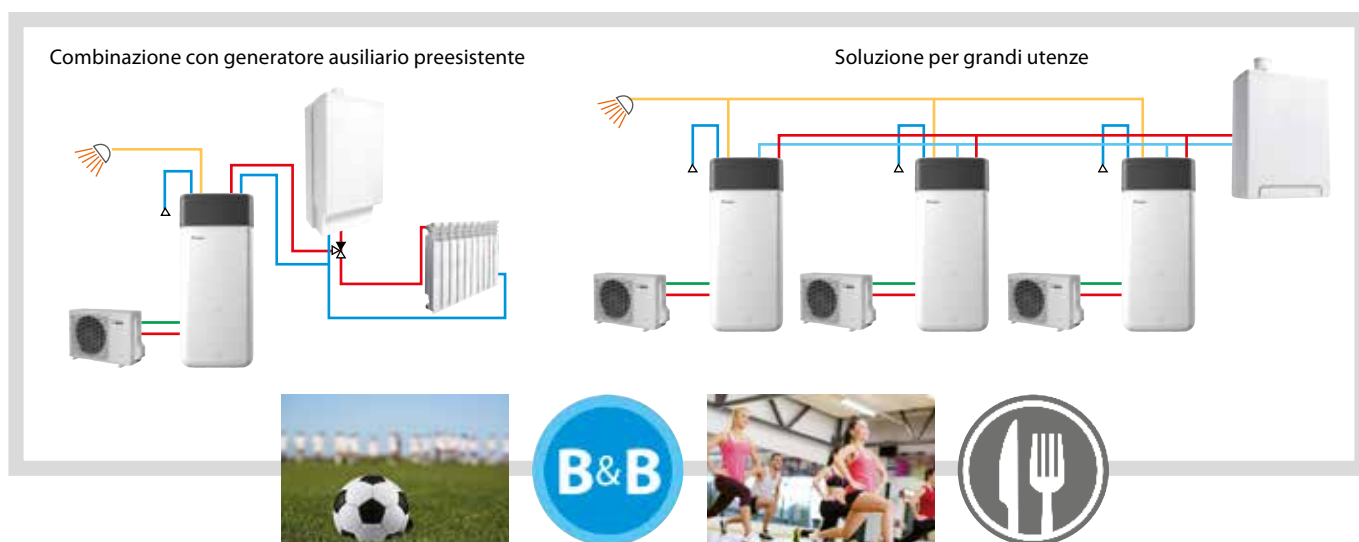 Combinazione con generatore ausiliario preesistente
Soluzione per grandi utenze
B&B